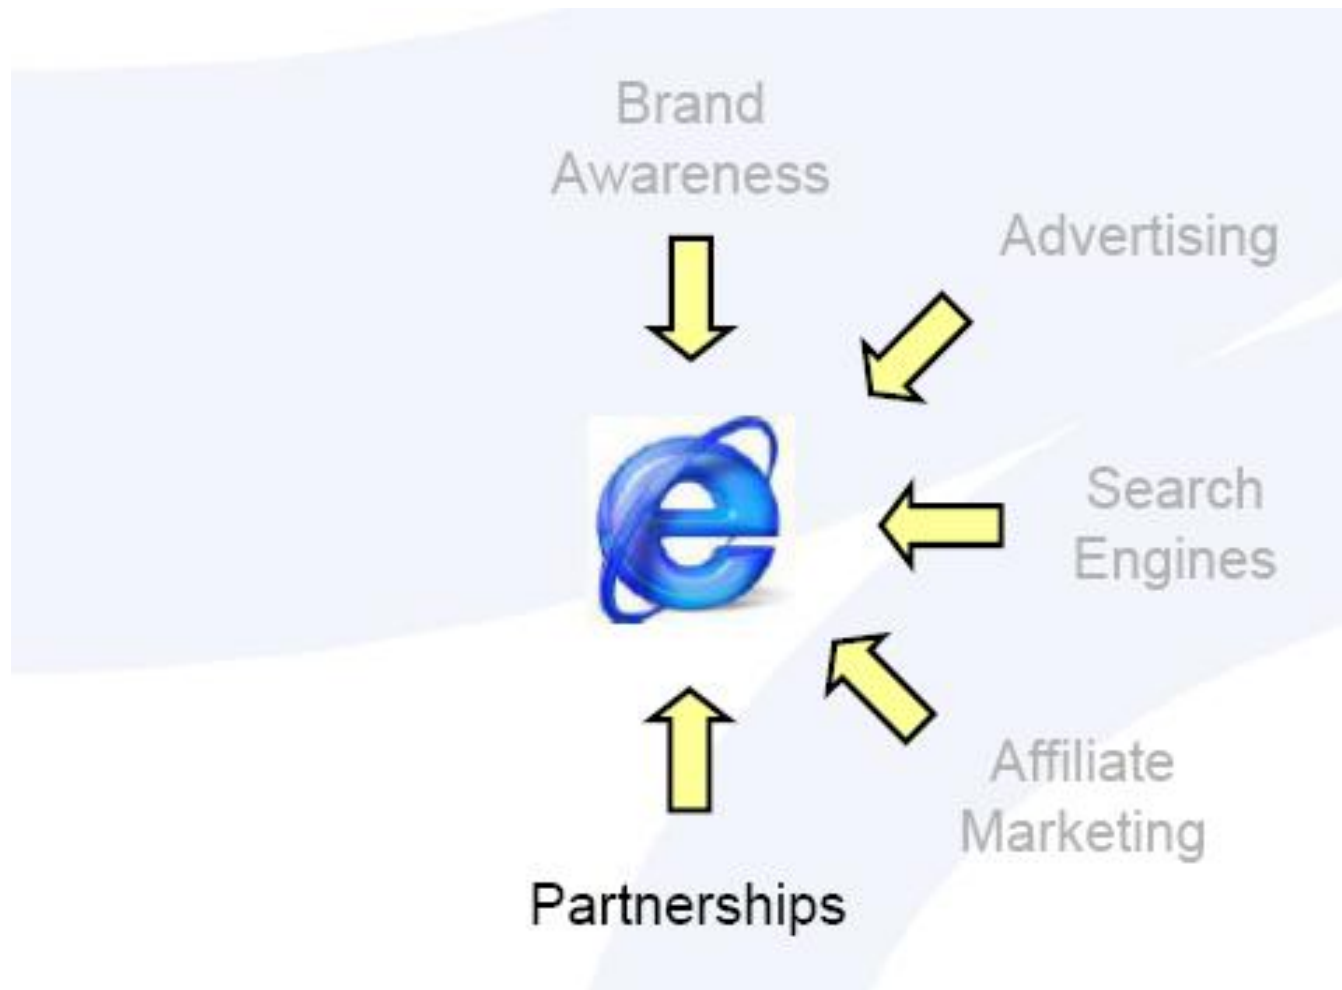 Brand
Awareness
Advertising
Search
Engines
Affiliate
Marketing
Partnerships